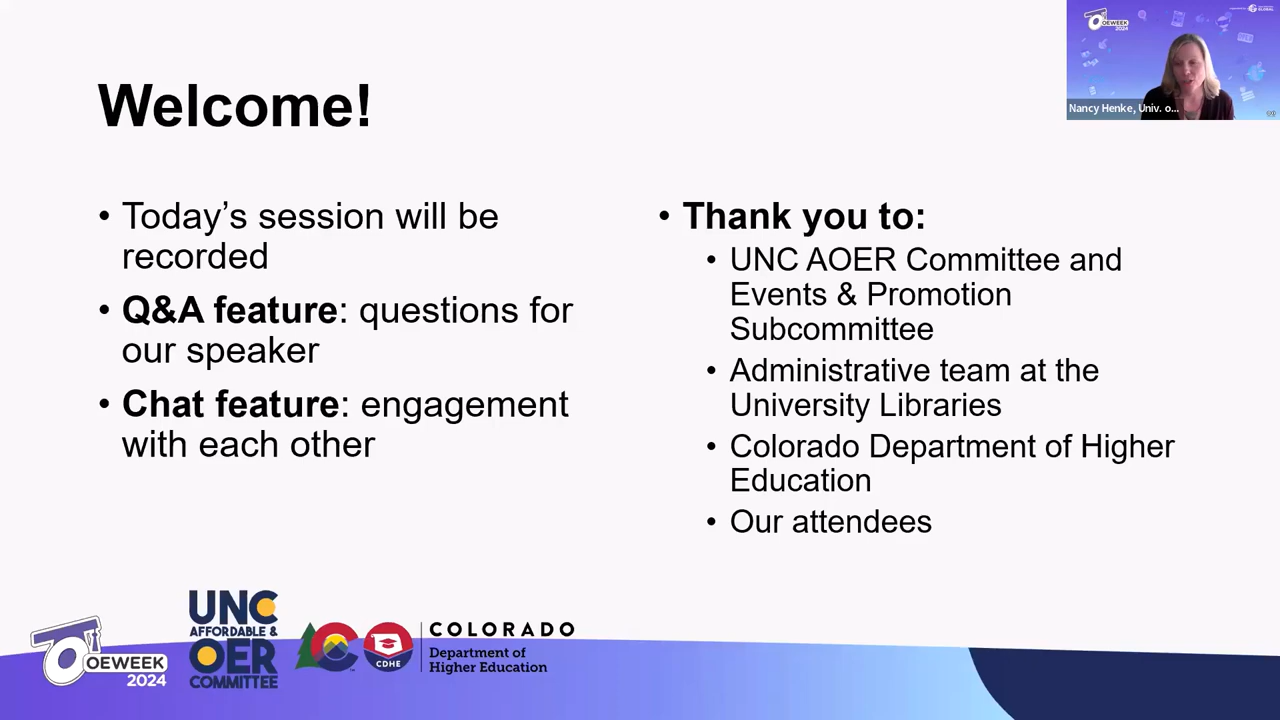 Welcome!
• Today’s session will be
recorded
• Q&A feature: questions for
our speaker
• Chat feature: engagement
with each other
• Thank you to:
• UNC AOER Committee and
Events & Promotion
Subcommittee
• Administrative team at the
University Libraries
• Colorado Department of Higher
Education
• Our attendees
OEWEEK
2024
Nancy Henke, Univ. o...
OEWEEK
2024
UNC
AFFORDABLE &
OER
COMMITTEE
CDHE
COLORADO
Department of
Higher Education